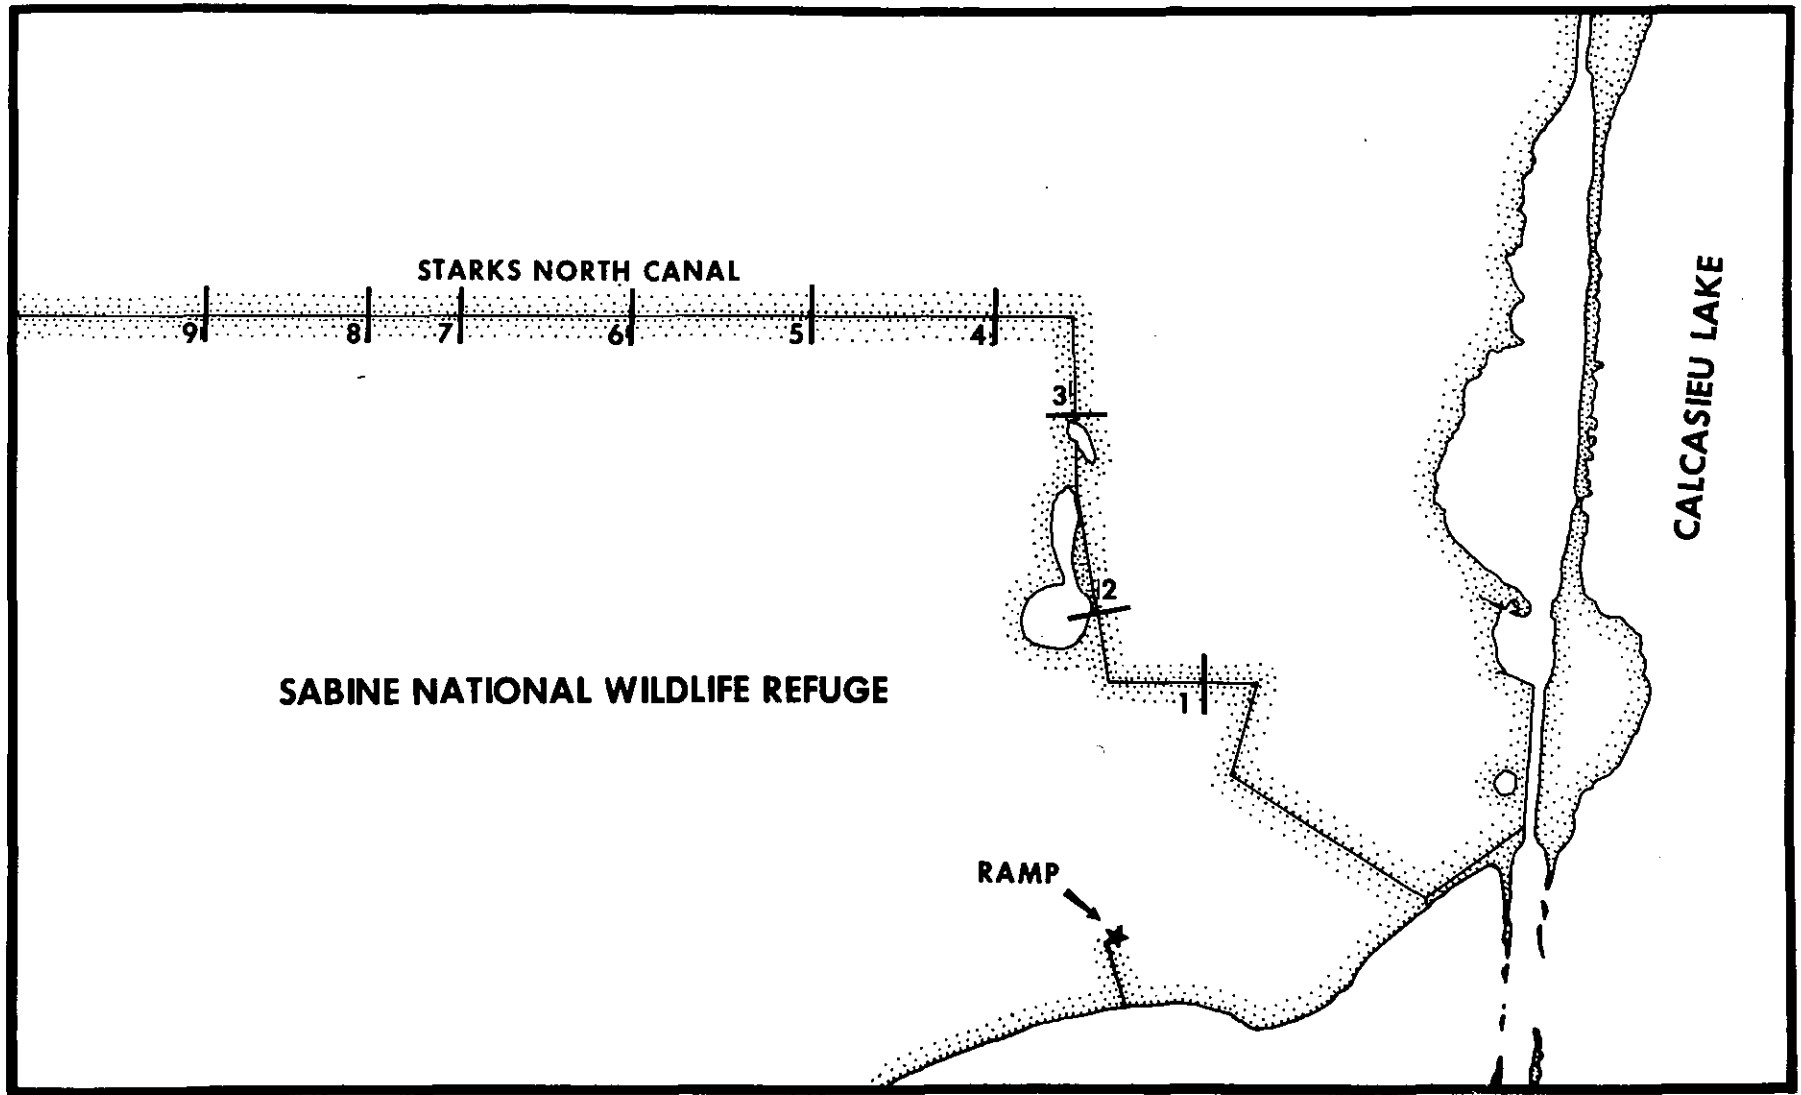 STARKS NORTH CANAL
9 8 7 6 5 4
3
2
1
CALCASIEU LAKE
SABINE NATIONAL WILDLIFE REFUGE
RAMP